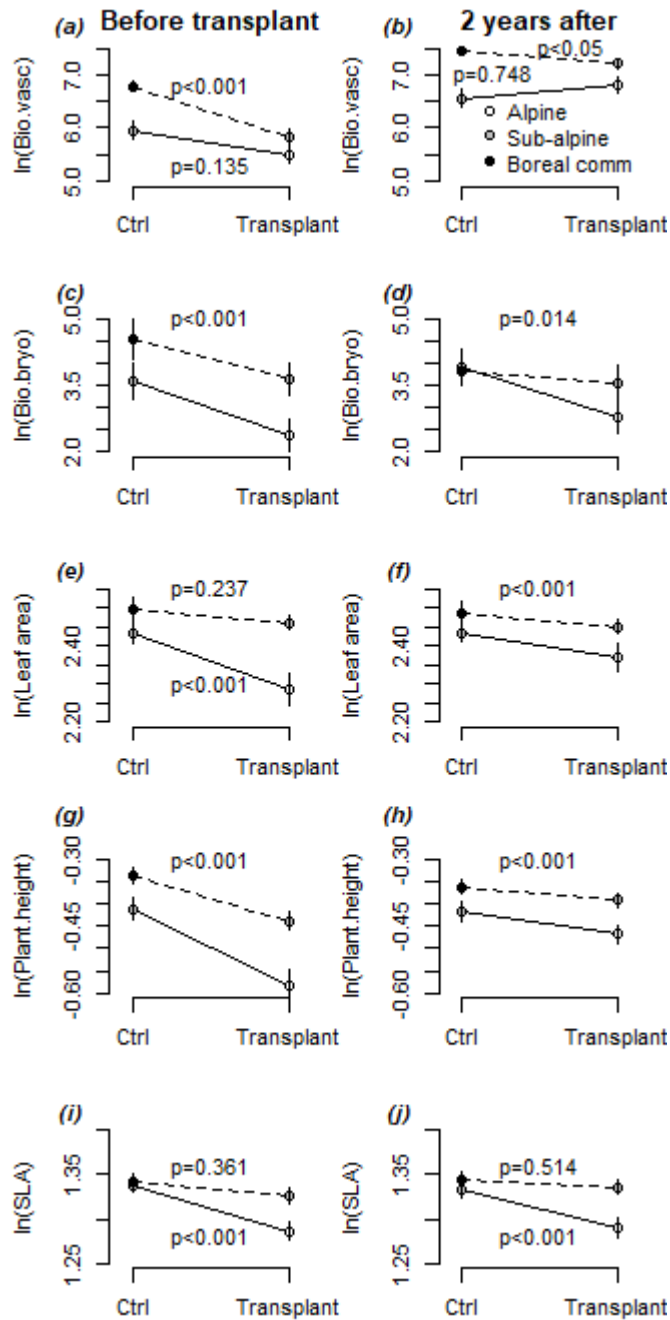 (a) Before transplant
(b) 2 years after
ln(Bio.vasc)
7.0
6.0
5.0
p<0.001
p=0.135
Ctrl Transplant
ln(Bio.vasc)
7.0
6.0
5.0
p<0.05
p=0.748
Alpine
Sub-alpine
Boreal comm
Ctrl Transplant
(c)
ln(Bio.bryo)
5.0
3.5
2.0
p<0.001
Ctrl Transplant
(d)
ln(Bio.bryo)
5.0
3.5
2.0
p=0.014
Ctrl Transplant
(e)
ln(Leaf area)
2.40
2.20
p=0.237
p<0.001
Ctrl Transplant
(f)
ln(Leaf area)
2.40
2.20
p<0.001
Ctrl Transplant
(g)
ln(Plant.height)
-0.30
-0.45
-0.60
p<0.001
Ctrl Transplant
(h)
ln(Plant.height)
-0.30
-0.45
-0.60
p<0.001
Ctrl Transplant
(i)
ln(SLA)
1.35
1.25
p=0.361
p<0.001
Ctrl Transplant
(j)
ln(SLA)
1.35
1.25
p=0.514
p<0.001
Ctrl Transplant